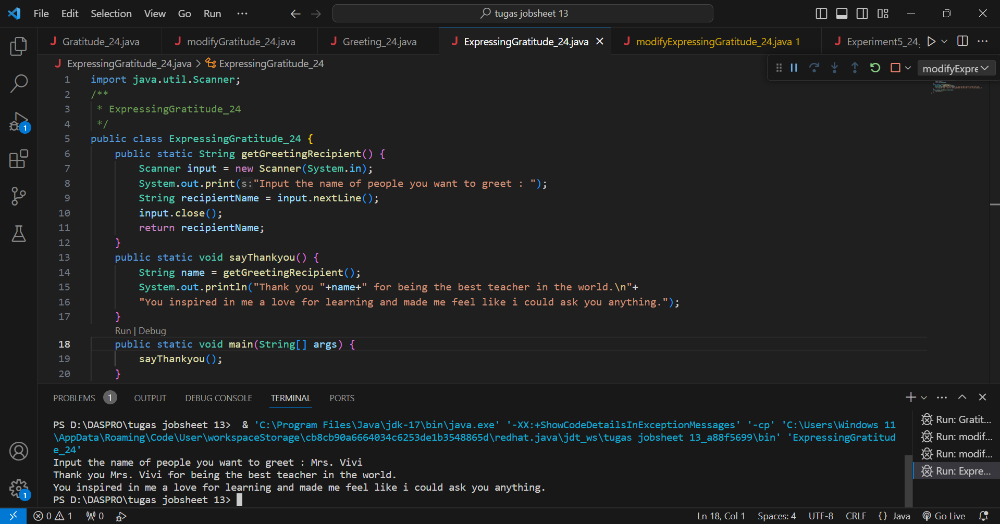 File Edit Selection View Go Run ··· tugas jobsheet 13
Gratitude_24.java modifyGratitude_24.java Greeting_24.java ExpressingGratitude_24.java modifyExpressingGratitude_24.java 1 Experiment5_24.
ExpressingGratitude_24.java > ExpressingGratitude_24
modifyExpre
1 import java.util.Scanner;
2 /**
3 * ExpressingGratitude_24
4 */
5 public class ExpressingGratitude_24 {
6 public static String getGreetingRecipient() {
7 Scanner input = new Scanner(System.in);
8 System.out.print(s:"Input the name of people you want to greet : ");
9 String recipientName = input.nextLine();
10 input.close();
11 return recipientName;
12 }
13 public static void sayThankyou() {
14 String name = getGreetingRecipient();
15 System.out.println("Thank you "+name+" for being the best teacher in the world.\n"+
16 "You inspired in me a love for learning and made me feel like i could ask you anything.");
17 }
Run | Debug
18 public static void main(String[] args) {
19 sayThankyou();
20 }
1
PROBLEMS 1 OUTPUT DEBUG CONSOLE TERMINAL PORTS
PS D:\DASPRO\tugas jobsheet 13> & 'C:\Program Files\Java\jdk-17\bin\java.exe' '-XX:+ShowCodeDetailsInExceptionMessages' '-cp' 'C:\Users\Windows 11
\AppData\Roaming\Code\User\workspaceStorage\cb8cb90a6664034c6253de1b3548865d\redhat.java\jdt_ws\tugas jobsheet 13_a88f5699\bin' 'ExpressingGratitud
e_24'
Input the name of people you want to greet : Mrs. Vivi
Thank you Mrs. Vivi for being the best teacher in the world.
You inspired in me a love for learning and made me feel like i could ask you anything.
PS D:\DASPRO\tugas jobsheet 13>
Run: Gratit...
Run: modif...
Run: modif...
Run: Expre...
1
0 1 0 Ln 18, Col 1 Spaces: 4 UTF-8 CRLF {} Java Go Live